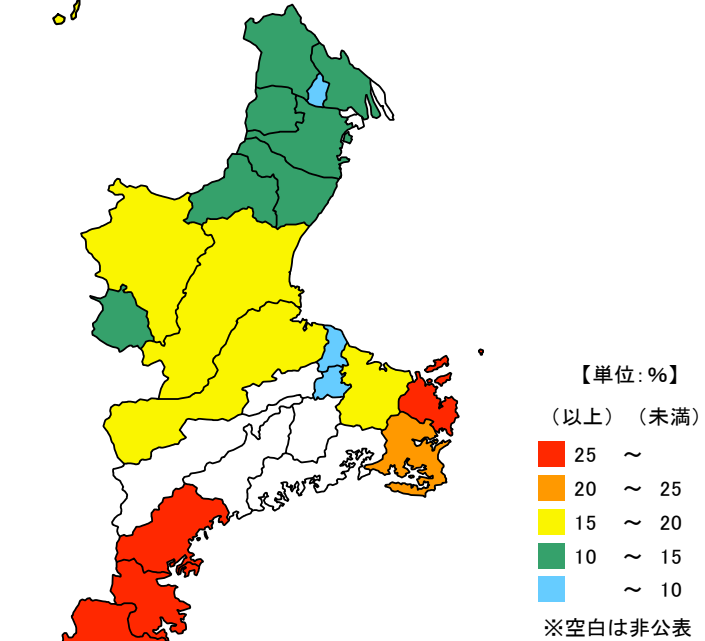 【単位:%】
（以上）（未満）
25 ～
20 ～ 25
15 ～ 20
10 ～ 15
～ 10
※空白は非公表